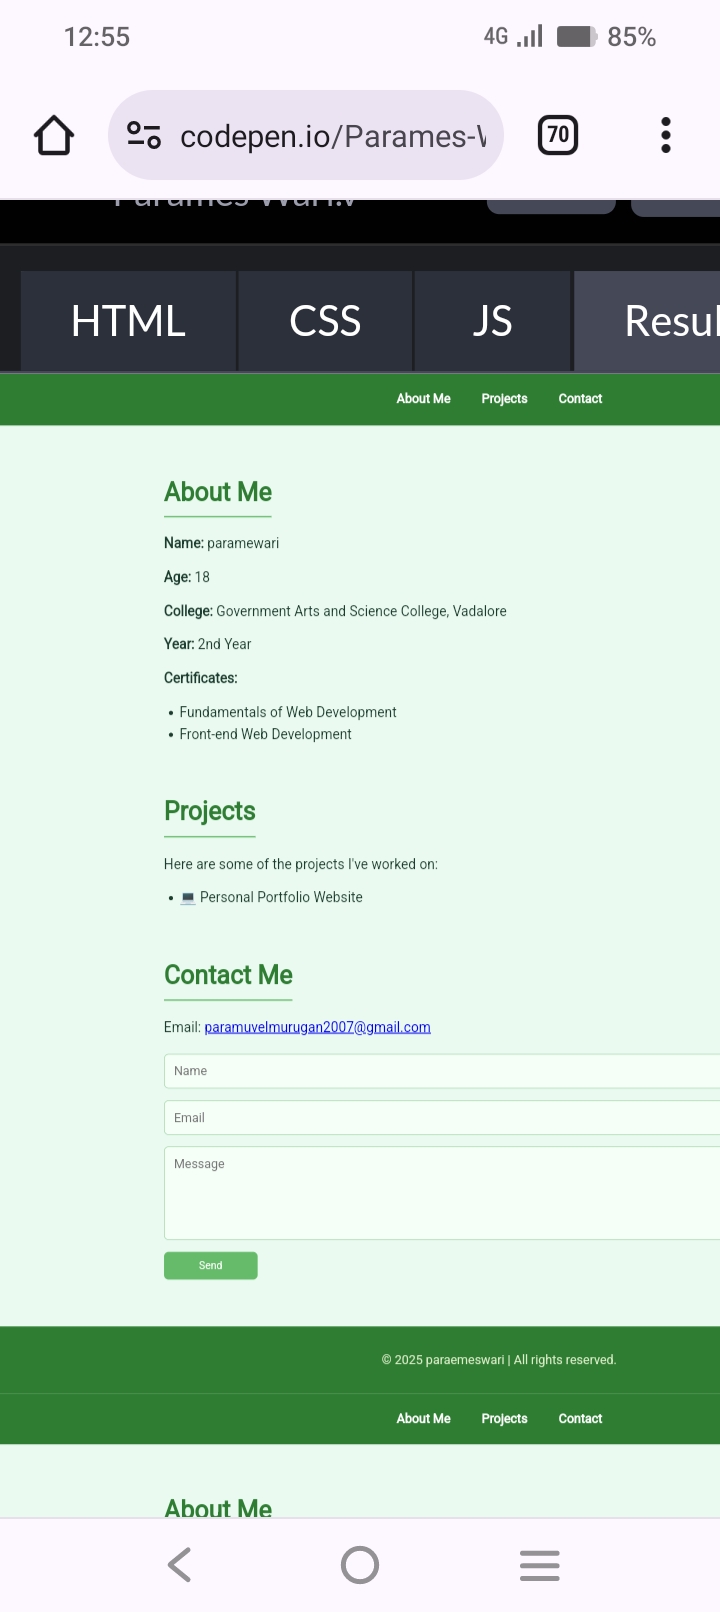 12:55 4G 85%
codepen.io/Parames-
70
Parames Wari.v
HTML CSS JS Resul
About Me Projects Contact
About Me
Name: paramewari
Age: 18
College: Government Arts and Science College, Vadalore
Year: 2nd Year
Certificates:
• Fundamentals of Web Development
• Front-end Web Development
Projects
Here are some of the projects I've worked on:
• 💻 Personal Portfolio Website
Contact Me
Email: paramuvelmurugan2007@gmail.com
Name
Email
Message
Send
© 2025 paraemeswari | All rights reserved.
About Me Projects Contact
About Me